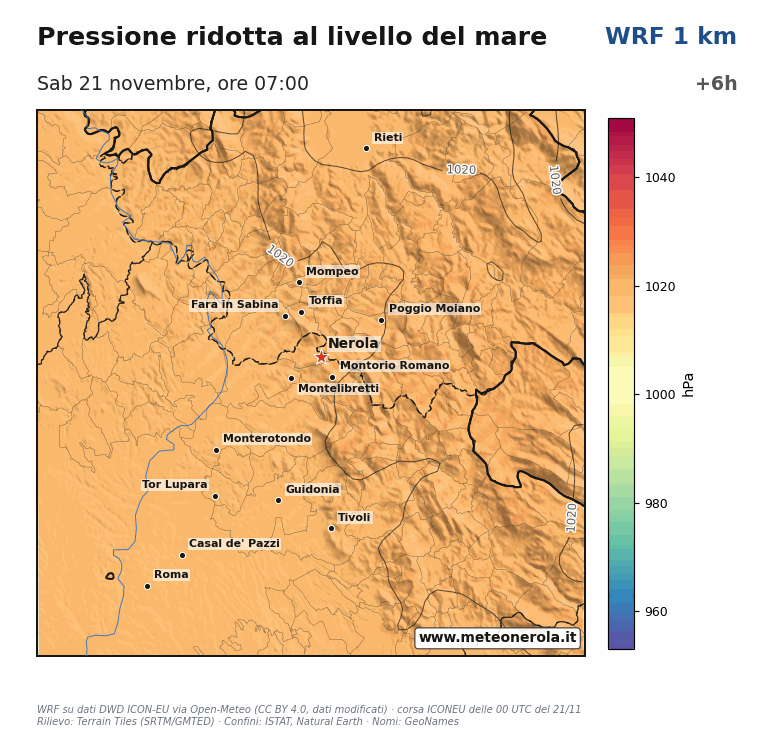 Pressione ridotta al livello del mare
WRF 1 km
Sab 21 novembre, ore 07:00
+6h
Rieti
1020
1020
1020
Mompeo
Toffia
Fara in Sabina
Poggio Moiano
Nerola
Montorio Romano
Montelibretti
Monterotondo
Tor Lupara
Guidonia
1020
Tivoli
Casal de' Pazzi
Roma
www.meteonerola.it
1040
1020
1000
980
960
hPa
WRF su dati DWD ICON-EU via Open-Meteo (CC BY 4.0, dati modificati) · corsa ICONEU delle 00 UTC del 21/11
Rilievo: Terrain Tiles (SRTM/GMTED) · Confini: ISTAT, Natural Earth · Nomi: GeoNames